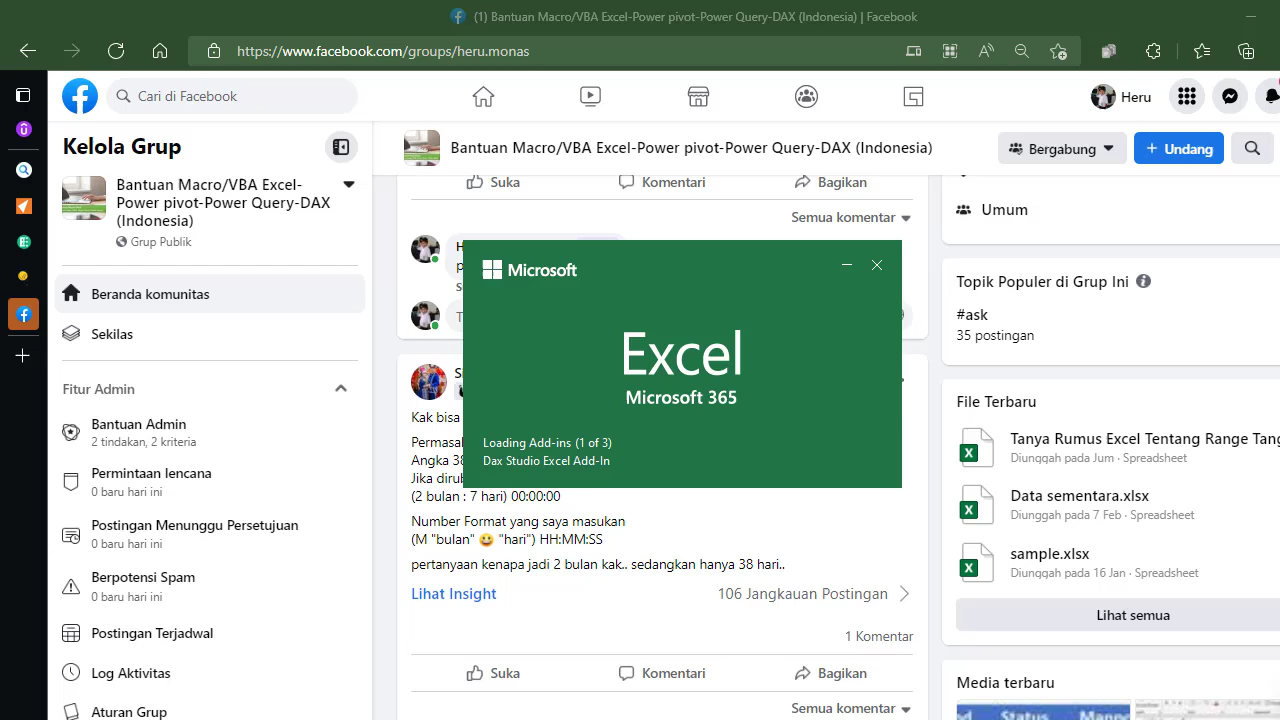 (1) Bantuan Macro/VBA Excel-Power pivot-Power Query-DAX (Indonesia) | Facebook
https://www.facebook.com/groups/heru.monas
Cari di Facebook
Heru
Kelola Grup
Bantuan Macro/VBA Excel-
Power pivot-Power Query-DAX
(Indonesia)
Grup Publik
Beranda komunitas
Sekilas
Fitur Admin
Bantuan Admin
2 tindakan, 2 kriteria
Permintaan lencana
0 baru hari ini
Postingan Menunggu Persetujuan
0 baru hari ini
Berpotensi Spam
0 baru hari ini
Postingan Terjadwal
Log Aktivitas
Aturan Grup
Bantuan Macro/VBA Excel-Power pivot-Power Query-DAX (Indonesia)
Bergabung
+ Undang
Suka
Komentari
Bagikan
Semua komentar
Microsoft
Excel
Microsoft 365
Loading Add-ins (1 of 3)
Dax Studio Excel Add-In
Kak bisa
Angka 38
(2 bulan : 7 hari) 00:00:00
Number Format yang saya masukan
(M "bulan" 😀 "hari") HH:MM:SS
pertanyaan kenapa jadi 2 bulan kak.. sedangkan hanya 38 hari..
Lihat Insight
106 Jangkauan Postingan
1 Komentar
Suka
Komentari
Bagikan
Semua komentar
Umum
Topik Populer di Grup Ini
#ask
35 postingan
File Terbaru
Tanya Rumus Excel Tentang Range Tang
Diunggah pada Jum · Spreadsheet
Data sementara.xlsx
Diunggah pada 7 Feb · Spreadsheet
sample.xlsx
Diunggah pada 16 Jan · Spreadsheet
Lihat semua
Media terbaru
Status